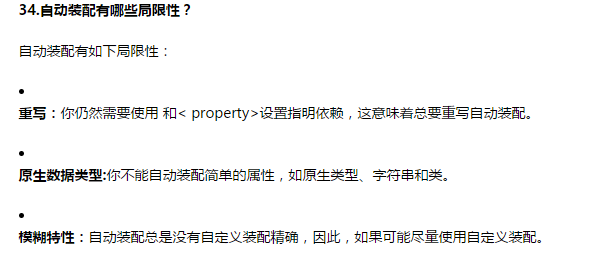 34.自动装配有哪些局限性？
自动装配有如下局限性：
重写：你仍然需要使用 和< property>设置指明依赖，这意味着总要重写自动装配。
原生数据类型:你不能自动装配简单的属性，如原生类型、字符串和类。
模糊特性：自动装配总是没有自定义装配精确，因此，如果可能尽量使用自定义装配。